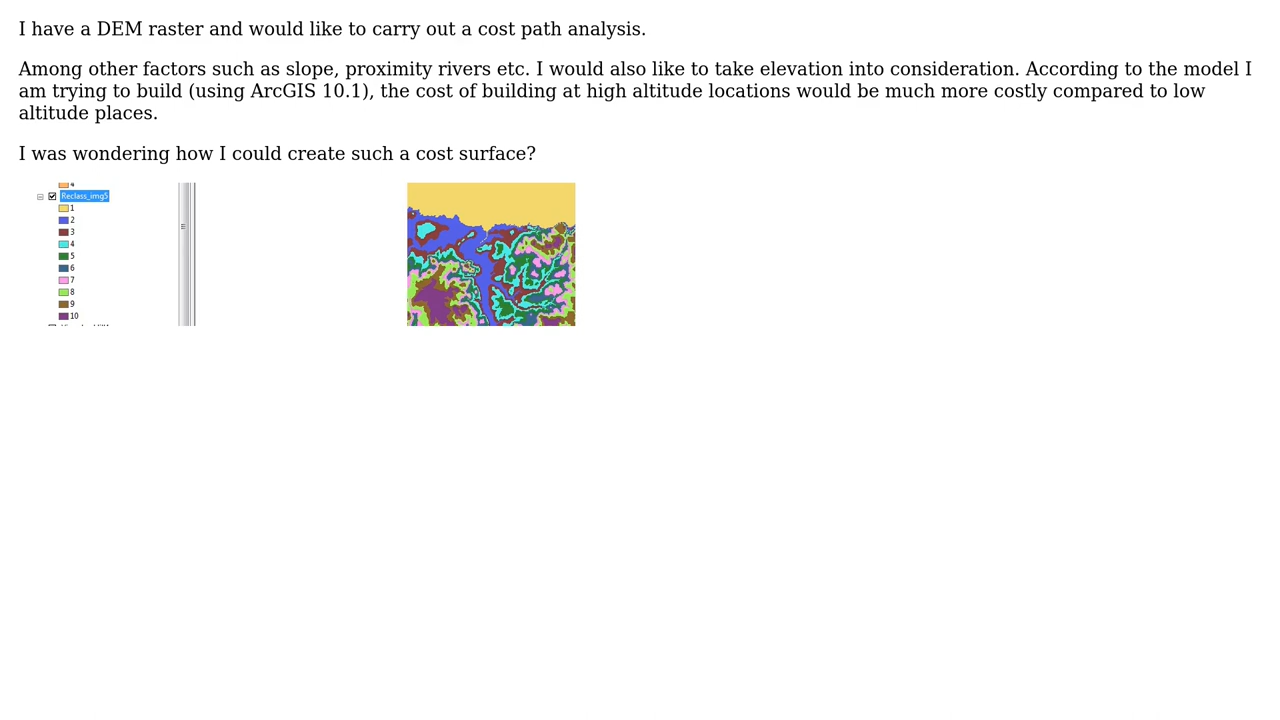 I have a DEM raster and would like to carry out a cost path analysis.
Among other factors such as slope, proximity rivers etc. I would also like to take elevation into consideration. According to the model I
am trying to build (using ArcGIS 10.1), the cost of building at high altitude locations would be much more costly compared to low
altitude places.
I was wondering how I could create such a cost surface?
4
Reclass_img5
1
2
3
4
5
6
7
8
9
10